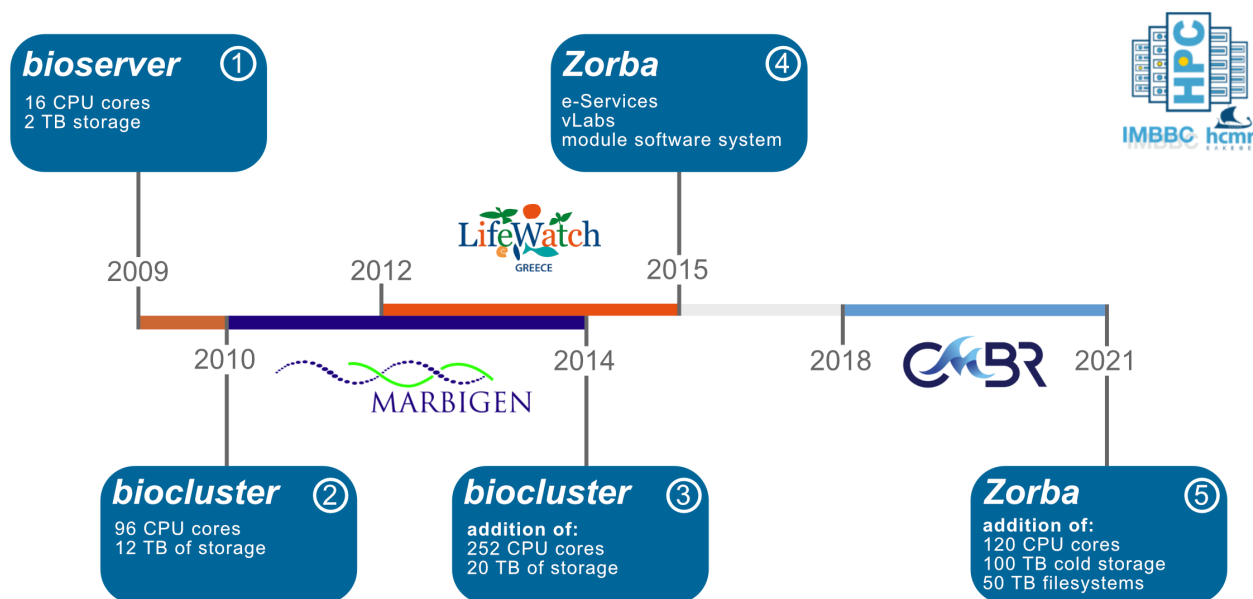 bioserver 1
16 CPU cores
2 TB storage
Zorba 4
e-Services
vLabs
module software system
HPC
IMBBC hcmr
ΕΛΚΕΘΕ
LifeWatch
GREECE
2009
2012
2015
2010
2014
2018
2021
MARBIGEN
CMBR
biocluster 2
96 CPU cores
12 TB of storage
biocluster 3
addition of:
252 CPU cores
20 TB of storage
Zorba 5
addition of:
120 CPU cores
100 TB cold storage
50 TB filesystems